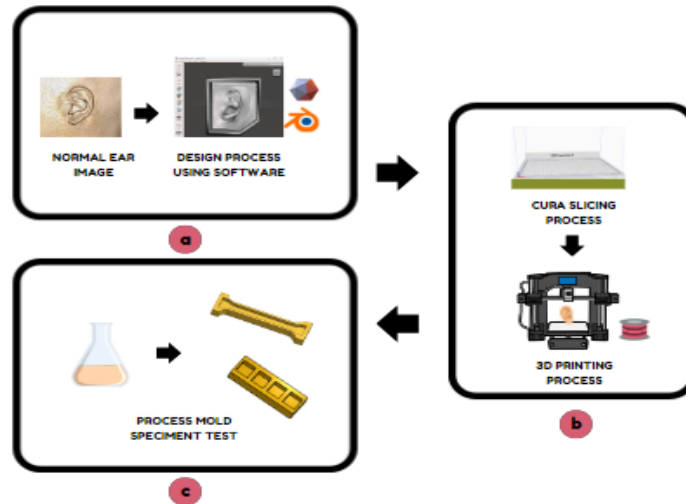 NORMAL EAR
IMAGE
DESIGN PROCESS
USING SOFTWARE
a
CURA SLICING
PROCESS
3D PRINTING
PROCESS
b
PROCESS MOLD
SPECIMENT TEST
c